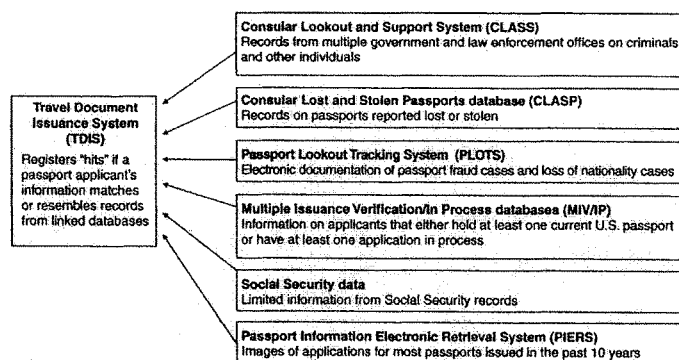 Travel Document
Issuance System
(TDIS)
Registers "hits" if a
passport applicant's
information matches
or resembles records
from linked databases
Consular Lookout and Support System (CLASS)
Records from multiple government and law enforcement offices on criminals
and other individuals
Consular Lost and Stolen Passports database (CLASP)
Records on passports reported lost or stolen
Passport Lookout Tracking System (PLOTS)
Electronic documentation of passport fraud cases and loss of nationality cases
Multiple Issuance Verification/In Process databases (MIV/IP)
Information on applicants that either hold at least one current U.S. passport
or have at least one application in process
Social Security data
Limited information from Social Security records
Passport Information Electronic Retrieval System (PIERS)
Images of applications for most passports issued in the past 10 years